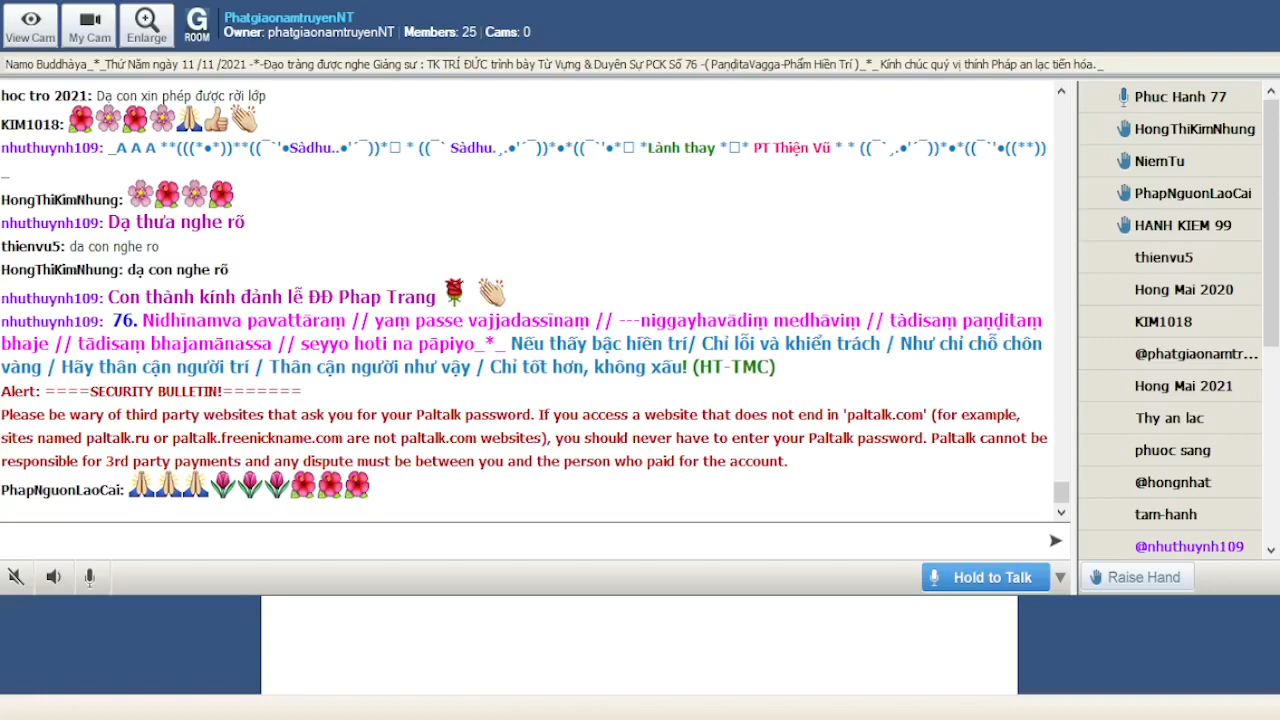 View Cam
My Cam
Enlarge
G
ROOM
PhatgiaonamtruyenNT
Owner: phatgiaonamtruyenNT | Members: 25 | Cams: 0
Namo Buddhàya_*_Thứ Năm ngày 11 /11 /2021 -*-Đạo tràng được nghe Giảng sư : TK TRÍ ĐỨC trình bày Từ Vựng & Duyên Sự PCK Số 76 -( PaṇḍitaVagga-Phẩm Hiền Trí )_*_ Kính chúc quý vị thính Pháp an lạc tiến hóa._
hoc tro 2021: Dạ con xin phép được rời lớp
KIM1018:
nhuthuynh109: _A A A **(((*●*))**((¯`'●Sàdhu..●'´¯))*□ * ((¯` Sàdhu.¸.●'´¯))*●*((¯`'●*□ *Lành thay *□* PT Thiện Vũ * * ((¯`¸.●'´¯))*●*((¯`'●((**))
_
HongThiKimNhung:
nhuthuynh109: Dạ thưa nghe rõ
thienvu5: da con nghe ro
HongThiKimNhung: dạ con nghe rõ
nhuthuynh109: Con thành kính đảnh lễ ĐĐ Phap Trang
nhuthuynh109: 76. Nidhīnamva pavattāraṃ // yaṃ passe vajjadassīnaṃ // ---niggayhavādiṃ medhāviṃ // tàdisaṃ paṇḍitaṃ
bhaje // tādisaṃ bhajamānassa // seyyo hoti na pāpiyo_*_ Nếu thấy bậc hiền trí/ Chỉ lỗi và khiển trách / Như chỉ chỗ chôn
vàng / Hãy thân cận người trí / Thân cận người như vậy / Chỉ tốt hơn, không xấu! (HT-TMC)
Alert: ====SECURITY BULLETIN!=======
Please be wary of third party websites that ask you for your Paltalk password. If you access a website that does not end in 'paltalk.com' (for example,
sites named paltalk.ru or paltalk.freenickname.com are not paltalk.com websites), you should never have to enter your Paltalk password. Paltalk cannot be
responsible for 3rd party payments and any dispute must be between you and the person who paid for the account.
PhapNguonLaoCai:
Hold to Talk
Phuc Hanh 77
HongThiKimNhung
NiemTu
PhapNguonLaoCai
HANH KIEM 99
thienvu5
Hong Mai 2020
KIM1018
@phatgiaonamtr...
Hong Mai 2021
Thy an lac
phuoc sang
@hongnhat
tam-hanh
@nhuthuynh109
Raise Hand